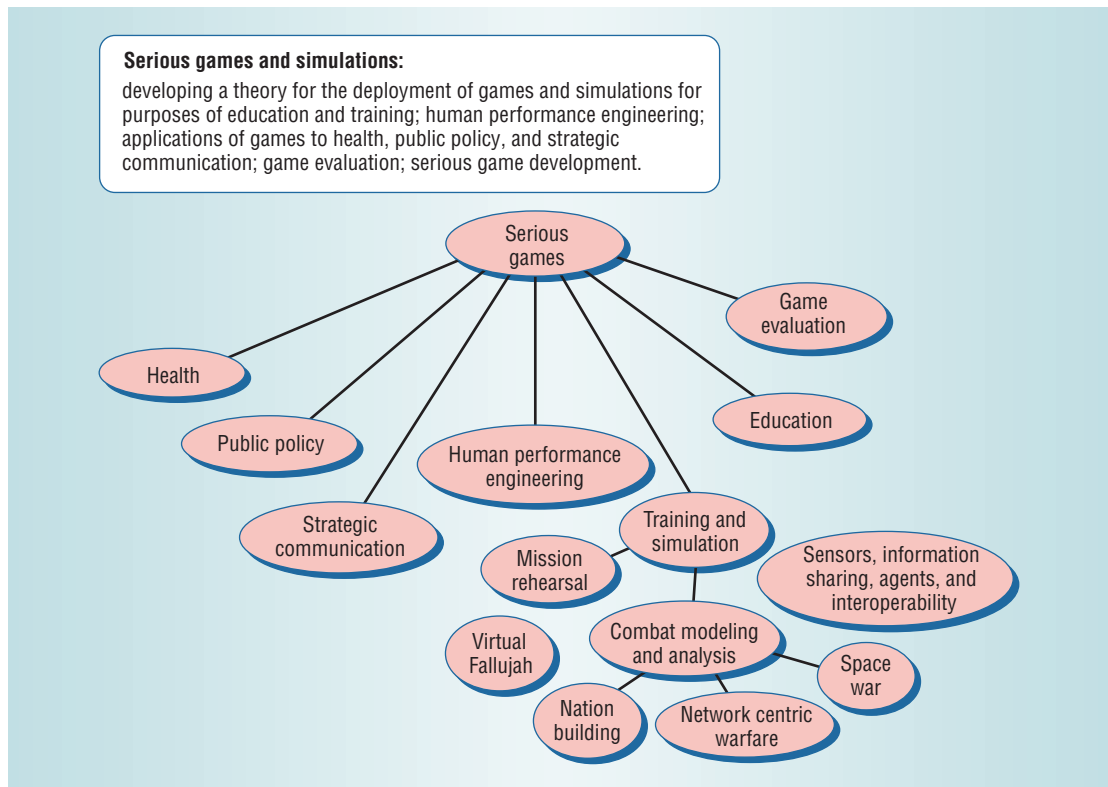 Serious games and simulations:
developing a theory for the deployment of games and simulations for
purposes of education and training; human performance engineering;
applications of games to health, public policy, and strategic
communication; game evaluation; serious game development.
Serious
games
Game
evaluation
Health
Education
Public policy
Human performance
engineering
Strategic
communication
Training and
simulation
Mission
rehearsal
Sensors, information
sharing, agents, and
interoperability
Virtual
Fallujah
Combat modeling
and analysis
Space
war
Nation
building
Network centric
warfare